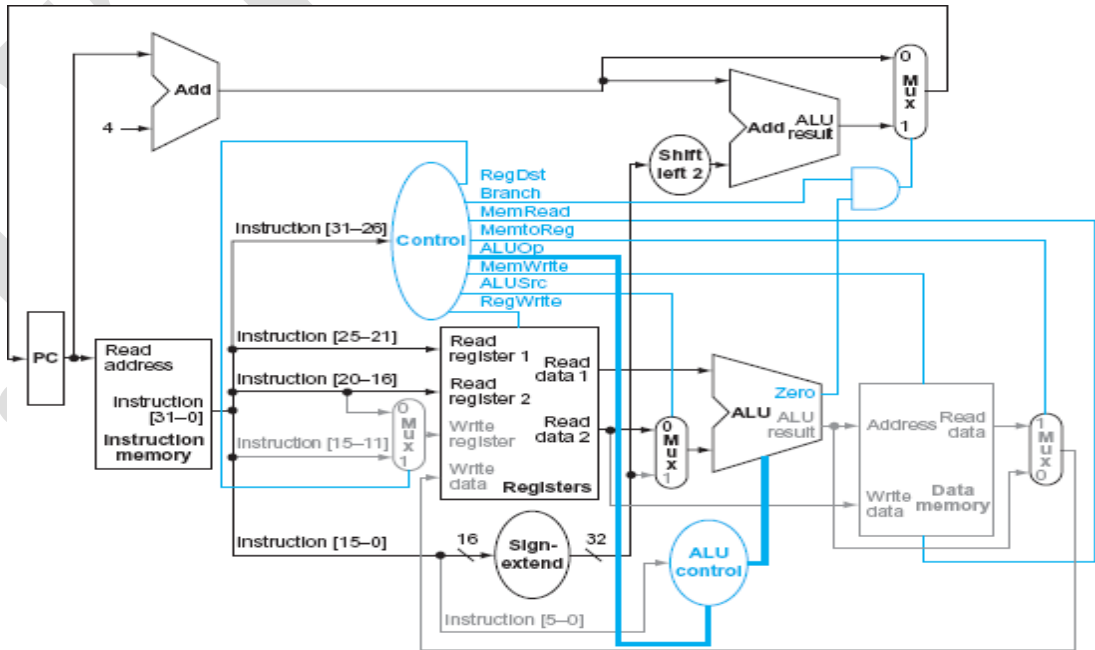 Add
4
Shift
left 2
Add
ALU
result
0
Mux
1
RegDst
Branch
MemRead
MemtoReg
ALUOp
MemWrite
ALUSrc
RegWrite
Control
Instruction [31–26]
Instruction [25–21]
Instruction [20–16]
Instruction [15–11]
Instruction [15–0]
PC
Read
address
Instruction
[31–0]
Instruction
memory
0
Mux
1
Read
register 1
Read
register 2
Write
register
Write
data
Read
data 1
Read
data 2
Registers
0
Mux
1
Zero
ALU
ALU
result
Address
Read
data
Write
data
Data
memory
1
Mux
0
16
Sign-
extend
32
ALU
control
Instruction [5–0]